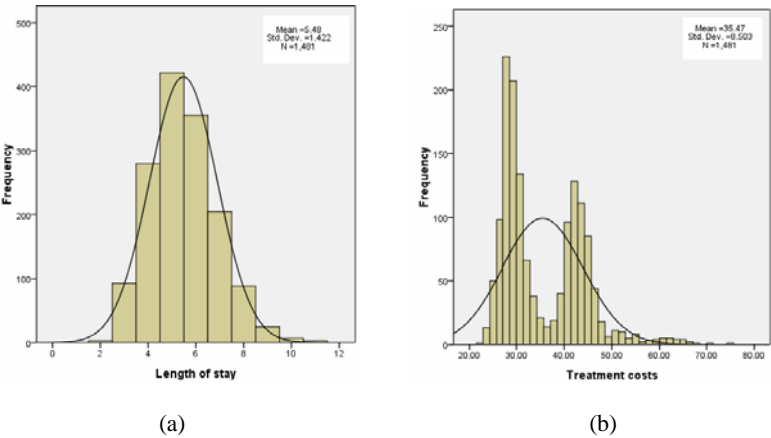 500
400
300
200
100
0
Frequency
Mean =5.48
Std. Dev. =1,422
N =1,481
0 2 4 6 8 10 12
Length of stay
(a)
250
200
150
100
50
0
Frequency
Mean =35.47
Std. Dev. =8.503
N =1,481
20.00 30.00 40.00 50.00 60.00 70.00 80.00
Treatment costs
(b)